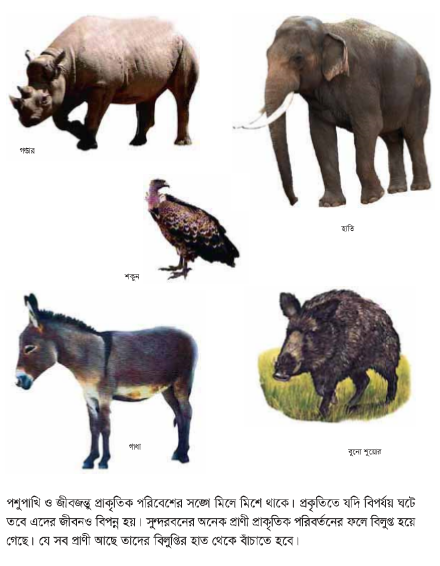 গন্ডার
হাতি
শকুন
গাধা
বুনো শুয়োর
পশুপাখি ও জীবজন্তু প্রাকৃতিক পরিবেশের সঙ্গে মিলে মিশে থাকে। প্রকৃতিতে যদি বিপর্যয় ঘটে
তবে এদের জীবনও বিপন্ন হয়। সুন্দরবনের অনেক প্রাণী প্রাকৃতিক পরিবর্তনের ফলে বিলুপ্ত হয়ে
গেছে। যে সব প্রাণী আছে তাদের বিলুপ্তির হাত থেকে বাঁচাতে হবে।